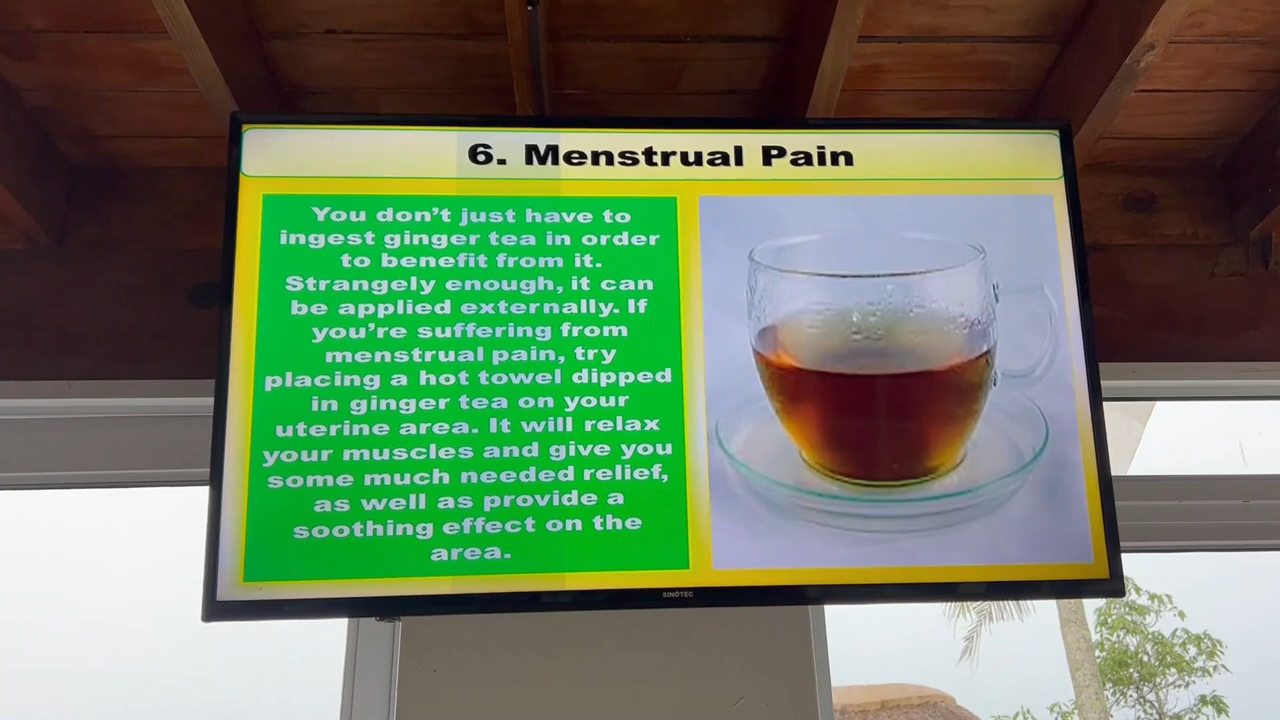 6. Menstrual Pain
You don’t just have to
ingest ginger tea in order
to benefit from it.
Strangely enough, it can
be applied externally. If
you’re suffering from
menstrual pain, try
placing a hot towel dipped
in ginger tea on your
uterine area. It will relax
your muscles and give you
some much needed relief,
as well as provide a
soothing effect on the
area.
SINOTEC